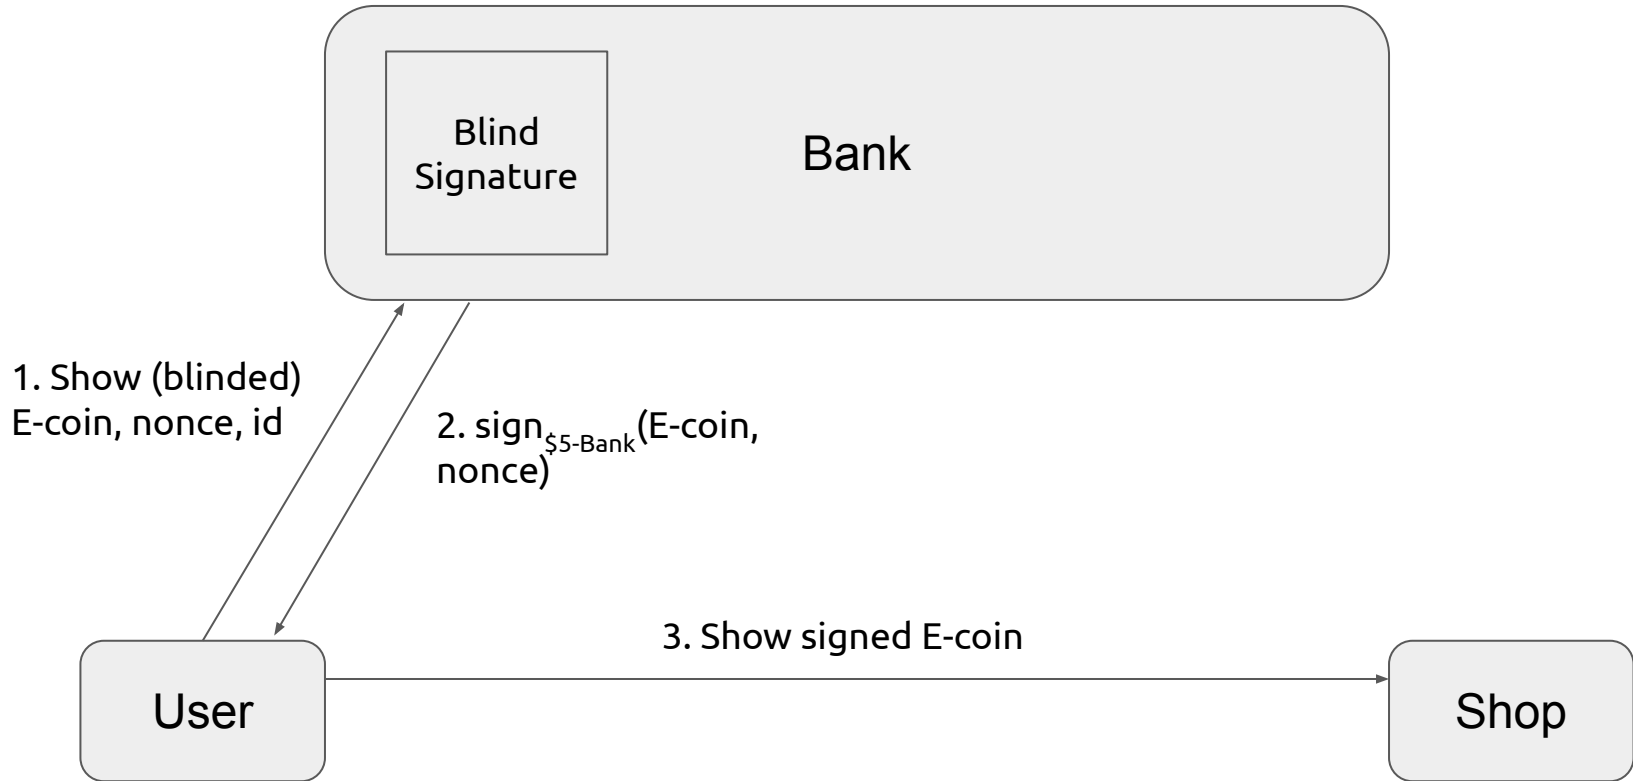 Blind
Signature
Bank
1. Show (blinded)
E-coin, nonce, id
2. sign$5-Bank(E-coin,
nonce)
3. Show signed E-coin
User
Shop